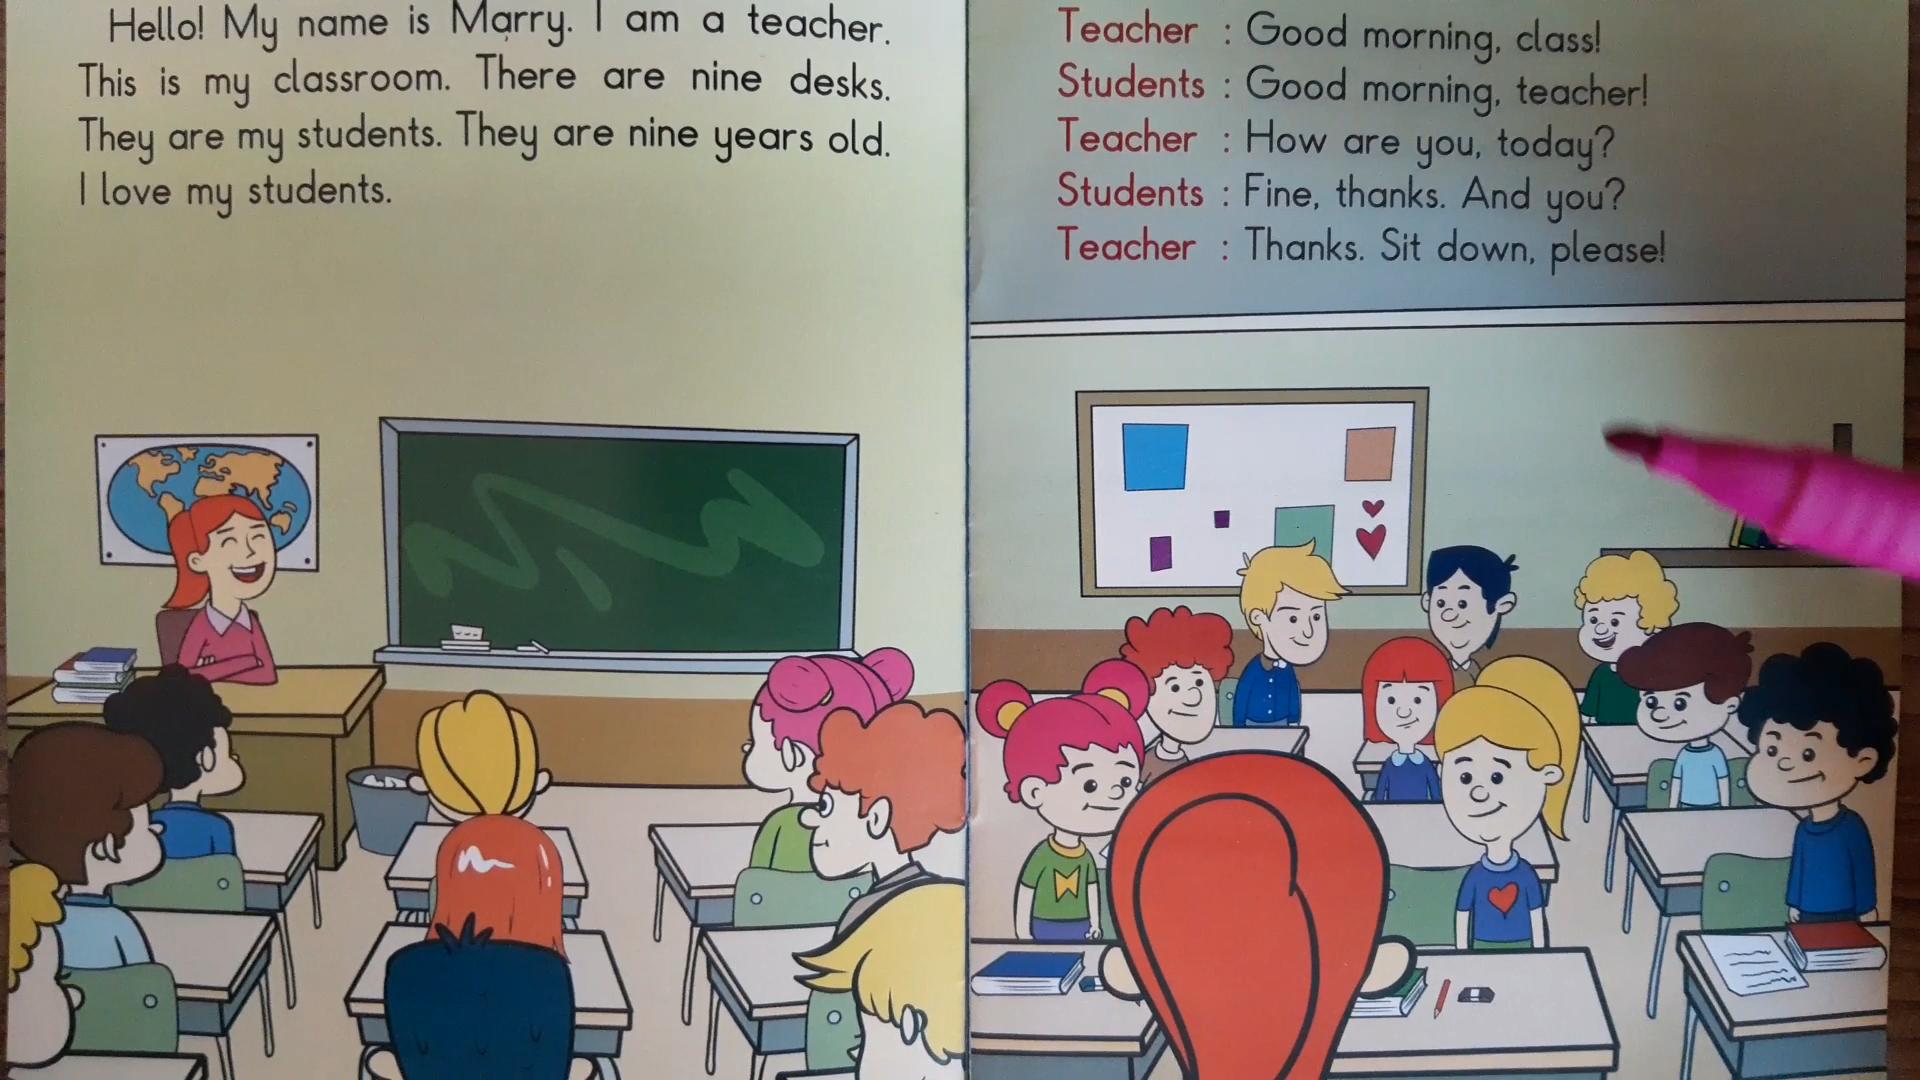 Hello! My name is Marry. I am a teacher.
This is my classroom. There are nine desks.
They are my students. They are nine years old.
I love my students.
Teacher : Good morning, class!
Students : Good morning, teacher!
Teacher : How are you, today?
Students : Fine, thanks. And you?
Teacher : Thanks. Sit down, please!